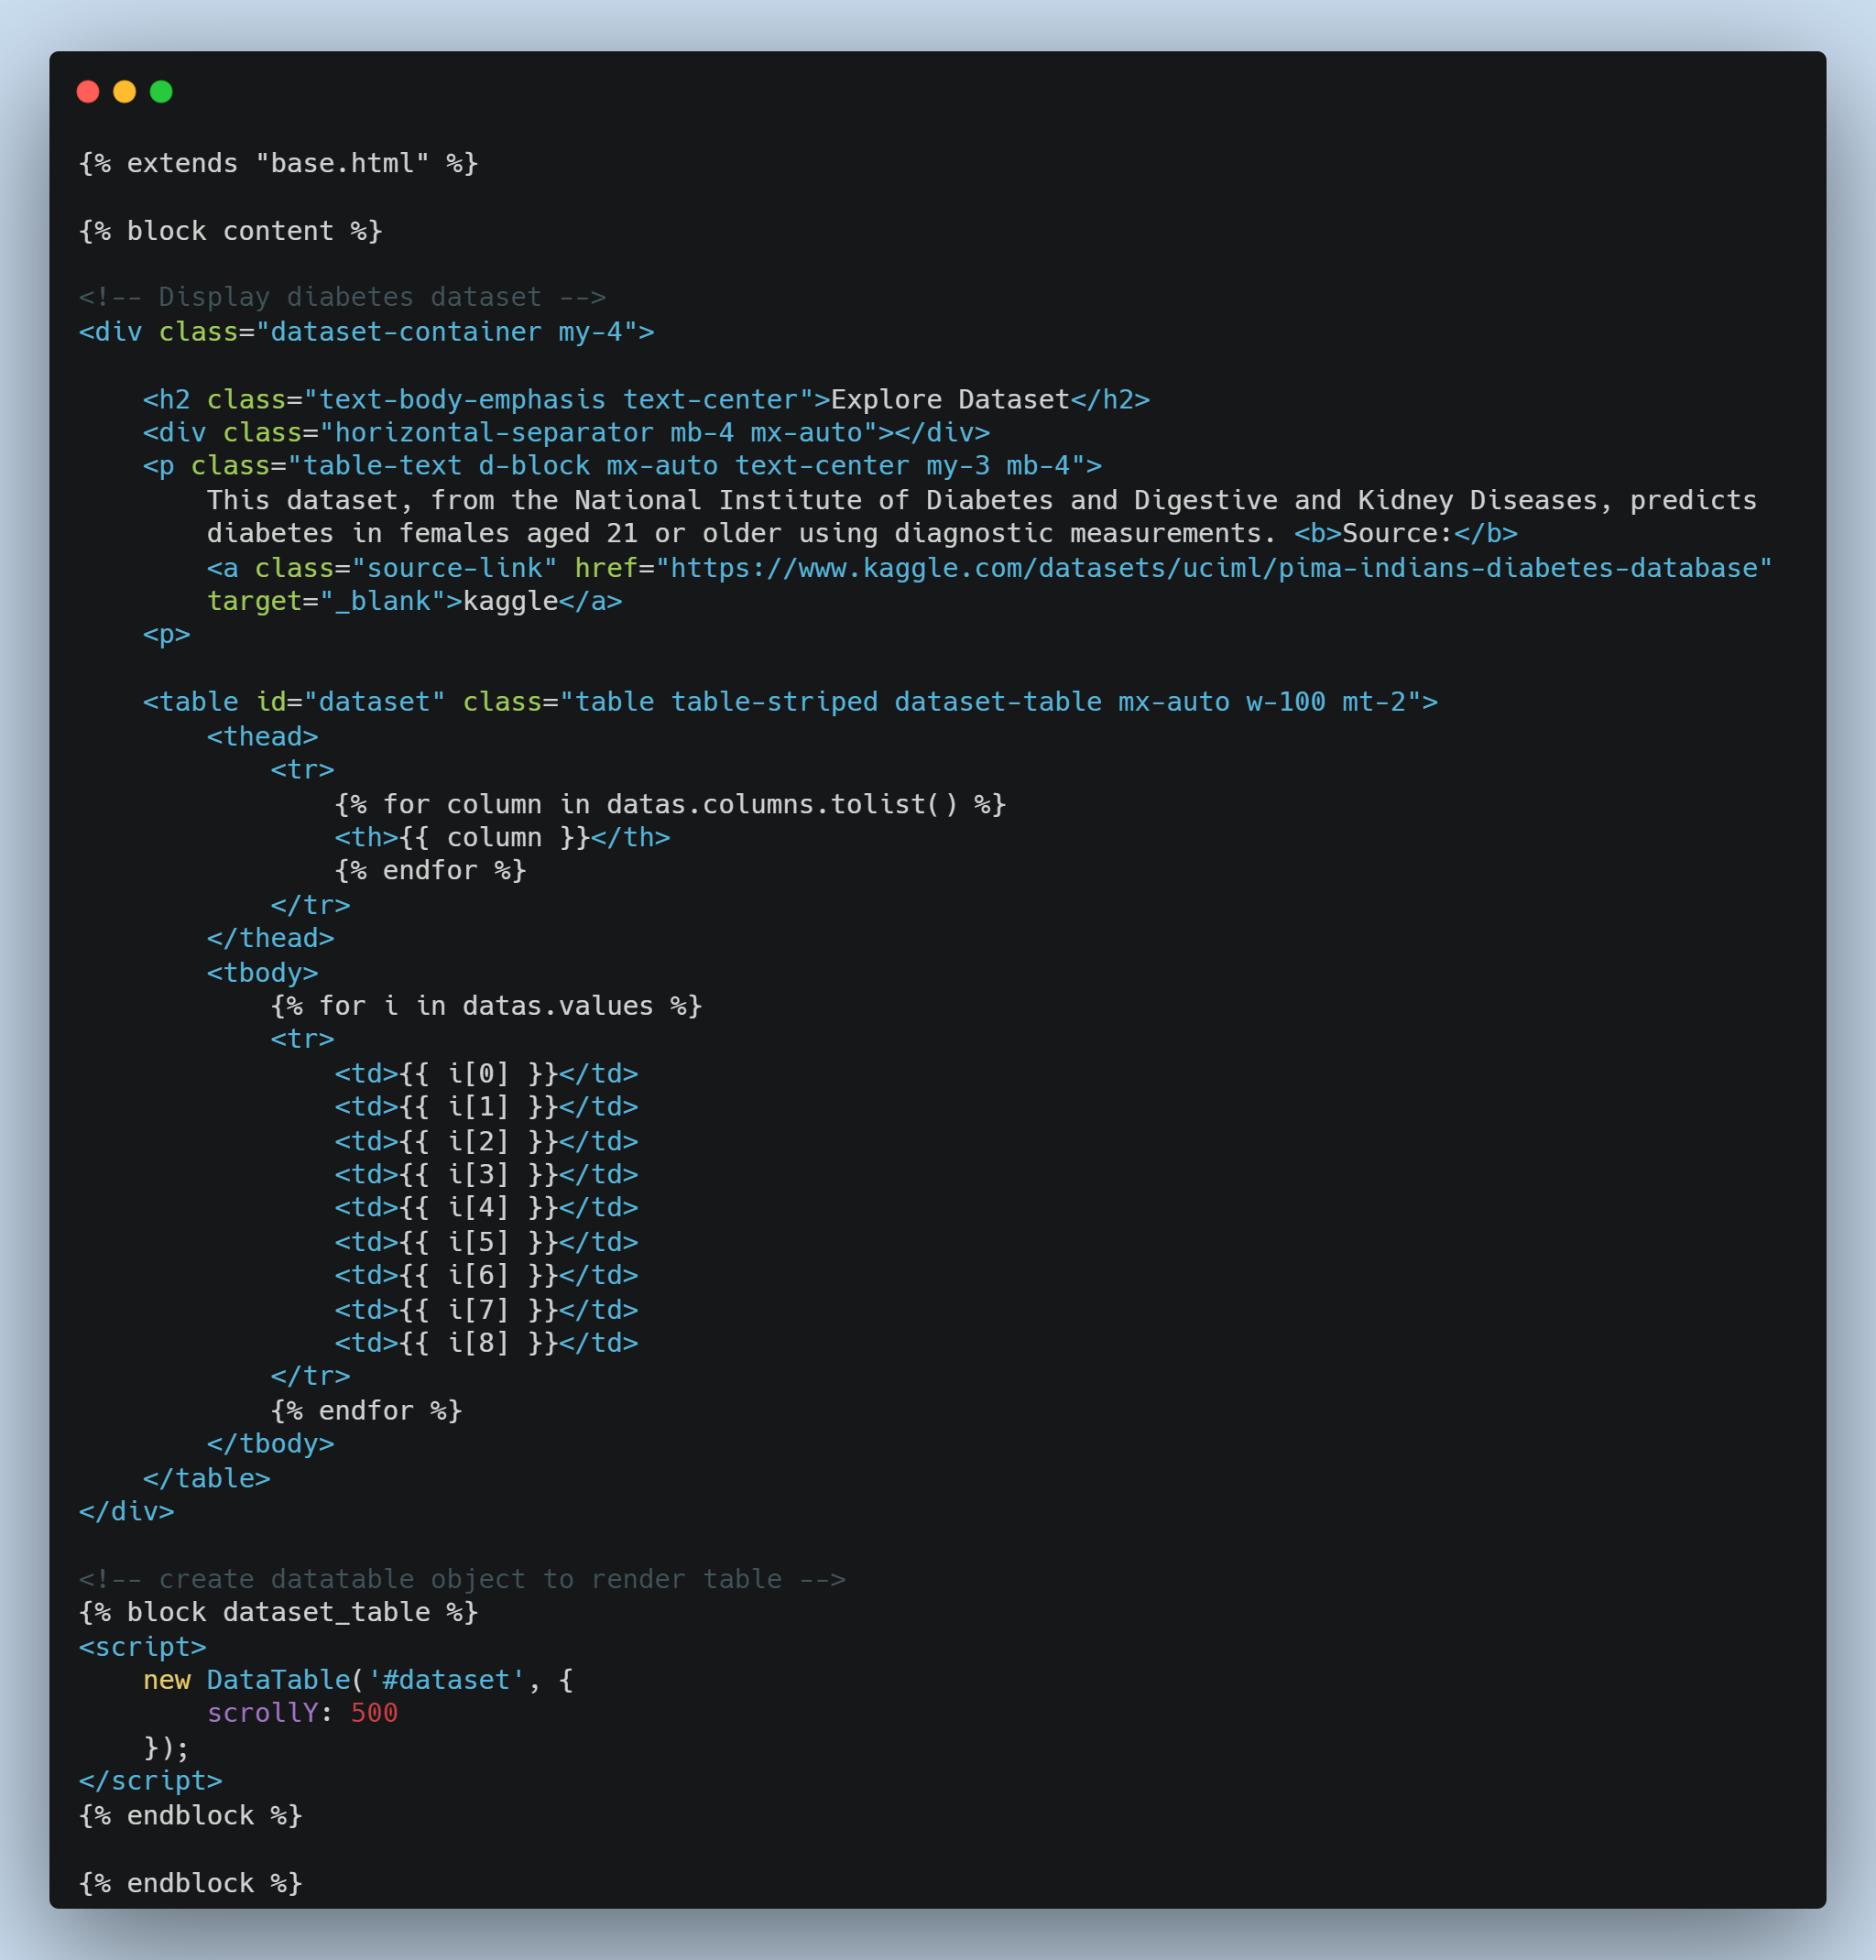 {% extends "base.html" %}

{% block content %}

<!-- Display diabetes dataset -->
<div class="dataset-container my-4">

    <h2 class="text-body-emphasis text-center">Explore Dataset</h2>
    <div class="horizontal-separator mb-4 mx-auto"></div>
    <p class="table-text d-block mx-auto text-center my-3 mb-4">
        This dataset, from the National Institute of Diabetes and Digestive and Kidney Diseases, predicts
        diabetes in females aged 21 or older using diagnostic measurements. <b>Source:</b>
        <a class="source-link" href="https://www.kaggle.com/datasets/uciml/pima-indians-diabetes-database"
        target="_blank">kaggle</a>
    <p>

    <table id="dataset" class="table table-striped dataset-table mx-auto w-100 mt-2">
        <thead>
            <tr>
                {% for column in datas.columns.tolist() %}
                <th>{{ column }}</th>
                {% endfor %}
            </tr>
        </thead>
        <tbody>
            {% for i in datas.values %}
            <tr>
                <td>{{ i[0] }}</td>
                <td>{{ i[1] }}</td>
                <td>{{ i[2] }}</td>
                <td>{{ i[3] }}</td>
                <td>{{ i[4] }}</td>
                <td>{{ i[5] }}</td>
                <td>{{ i[6] }}</td>
                <td>{{ i[7] }}</td>
                <td>{{ i[8] }}</td>
            </tr>
            {% endfor %}
        </tbody>
    </table>
</div>

<!-- create datatable object to render table -->
{% block dataset_table %}
<script>
    new DataTable('#dataset', {
        scrollY: 500
    });
</script>
{% endblock %}

{% endblock %}